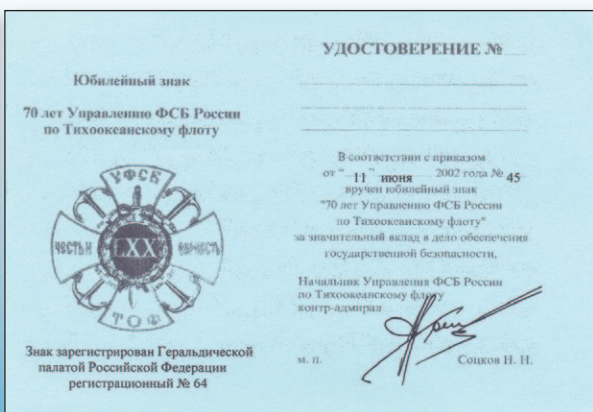 Юбилейный знак
70 лет Управлению ФСБ России
по Тихоокеанскому флоту
УФСБ
ЧЕСТЬ И
LXX
ТОФ
Знак зарегистрирован Геральдической
палатой Российской Федерации
регистрационный № 64
УДОСТОВЕРЕНИЕ №
В соответствии с приказом
от " 11 " июня 2002 года № 45
вручен юбилейный знак
"70 лет Управлению ФСБ России
по Тихоокеанскому флоту"
за значительный вклад в дело обеспечения
государственной безопасности,
Начальник Управления ФСБ России
по Тихоокеанскому флоту
контр-адмирал
м. п. Соцков Н. Н.